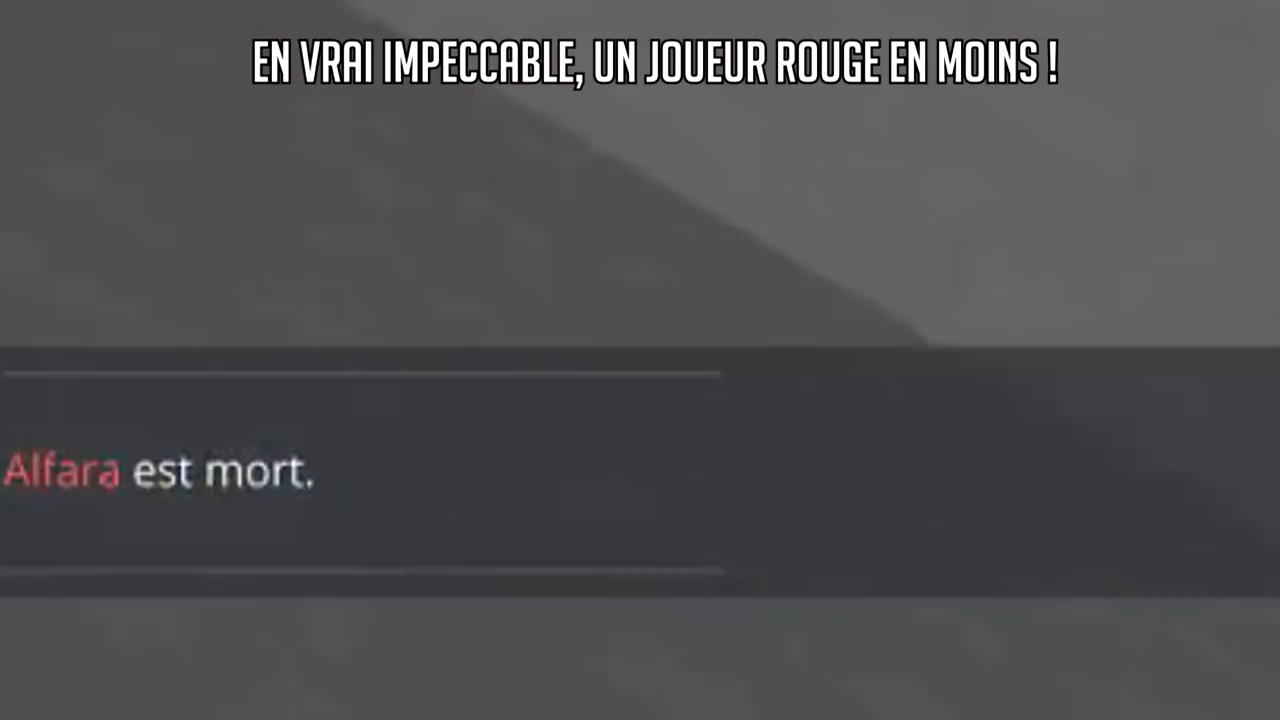 EN VRAI IMPECCABLE, UN JOUEUR ROUGE EN MOINS !
Alfara est mort.